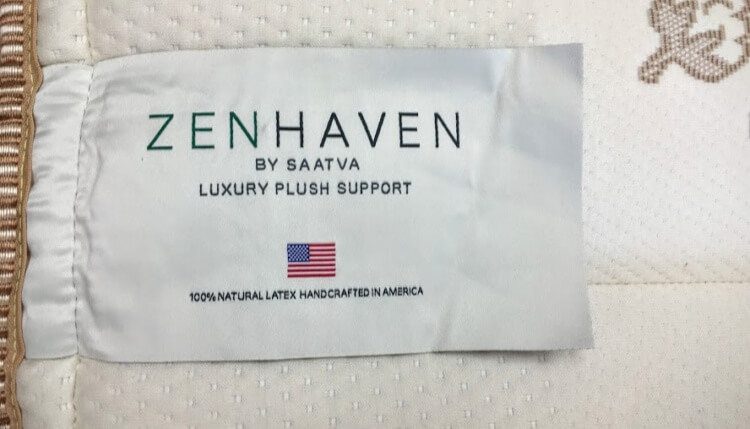 ZENHAVEN
BY SAATVA
LUXURY PLUSH SUPPORT
100% NATURAL LATEX HANDCRAFTED IN AMERICA